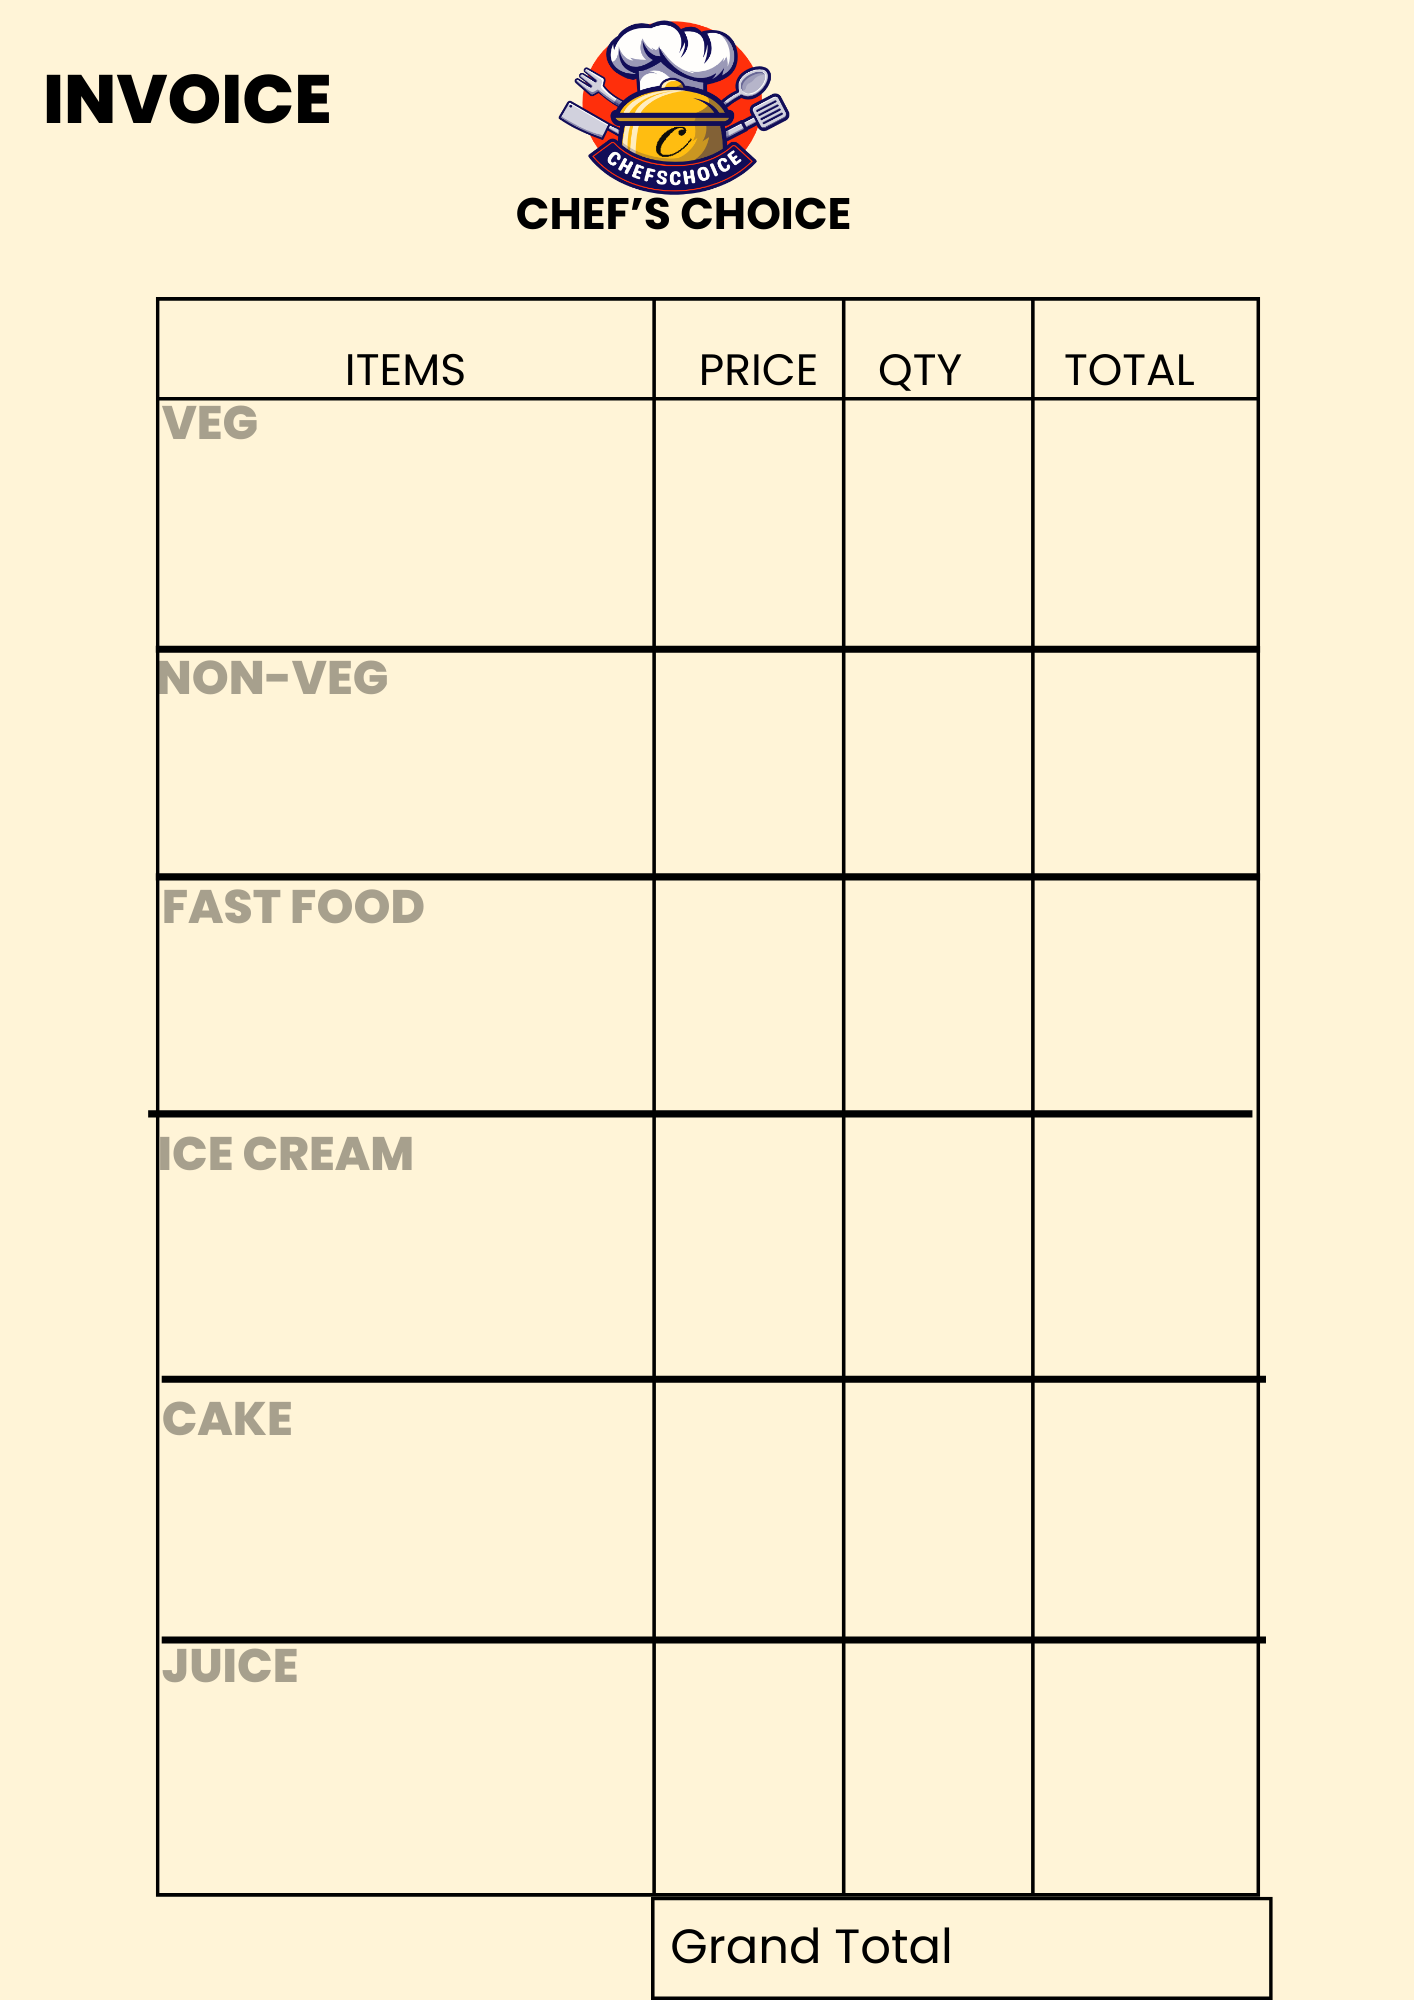 INVOICE
C
CHEFSCHOICE
CHEF’S CHOICE
ITEMS PRICE QTY TOTAL
VEG
NON-VEG
FAST FOOD
ICE CREAM
CAKE
JUICE
Grand Total